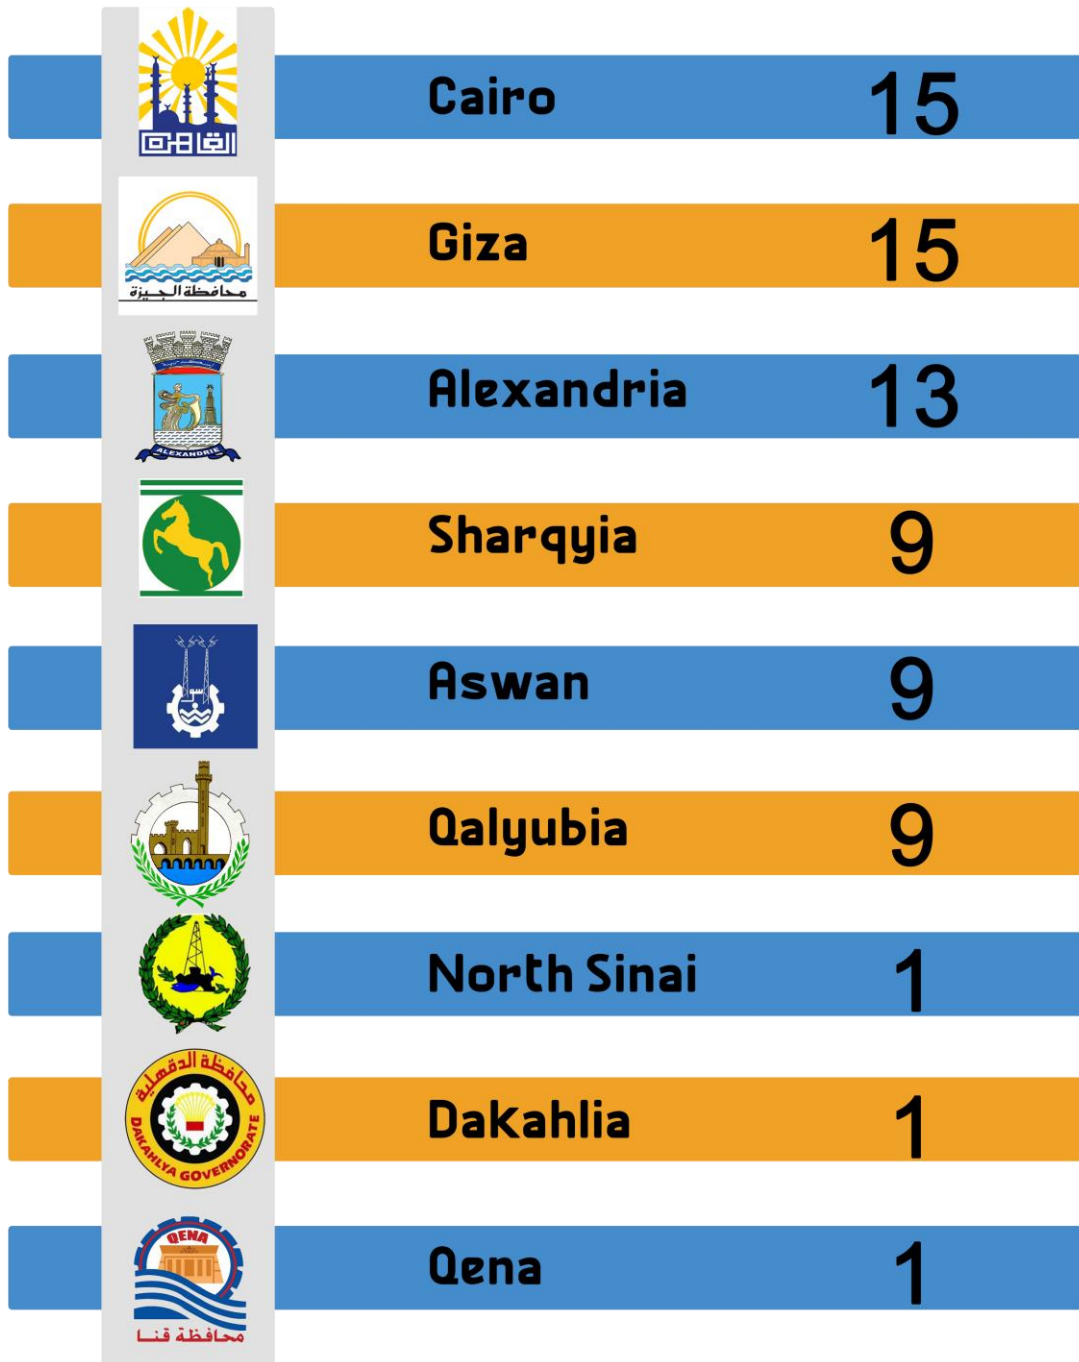 القاهرة
Cairo 15
محافظة الجيزة
Giza 15
ALEXANDRIE
Alexandria 13
Sharqyia 9
Aswan 9
Qalyubia 9
North Sinai 1
محافظة الدقهلية
DAKAHLYA GOVERNORATE
Dakahlia 1
QENA
محافظة قنا
Qena 1